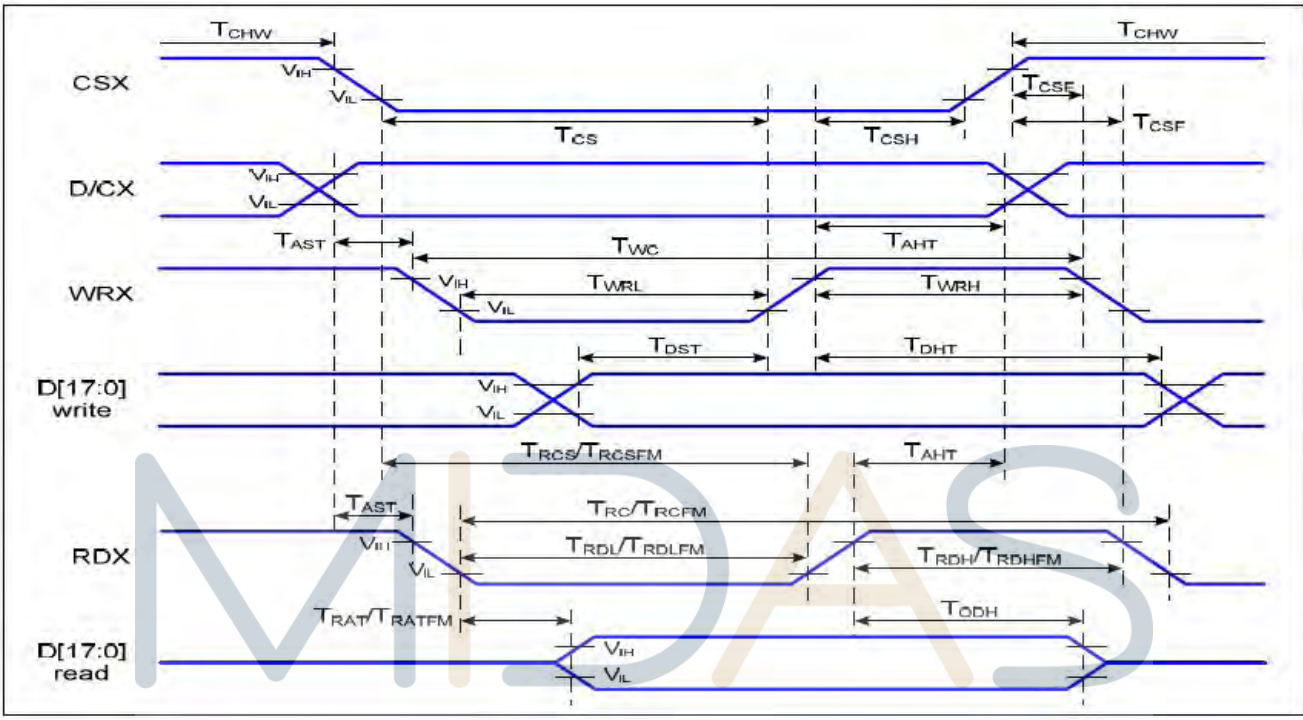 TCHW TCHW
CSX VIH VIL TCSF
TCS TCSH TCSF
D/CX VIH VIL
TAST TWC TAHT
WRX VIH VIL TWRL TWRH
TDST TDHT
D[17:0] write VIH VIL
TRCS/TRCSFM TAHT
TAST TRC/TRCFM
RDX VIH VIL TRDL/TRDLFM TRDH/TRDHFM
TRAT/TRATFM TODH
D[17:0] read VIH VIL
MIDAS